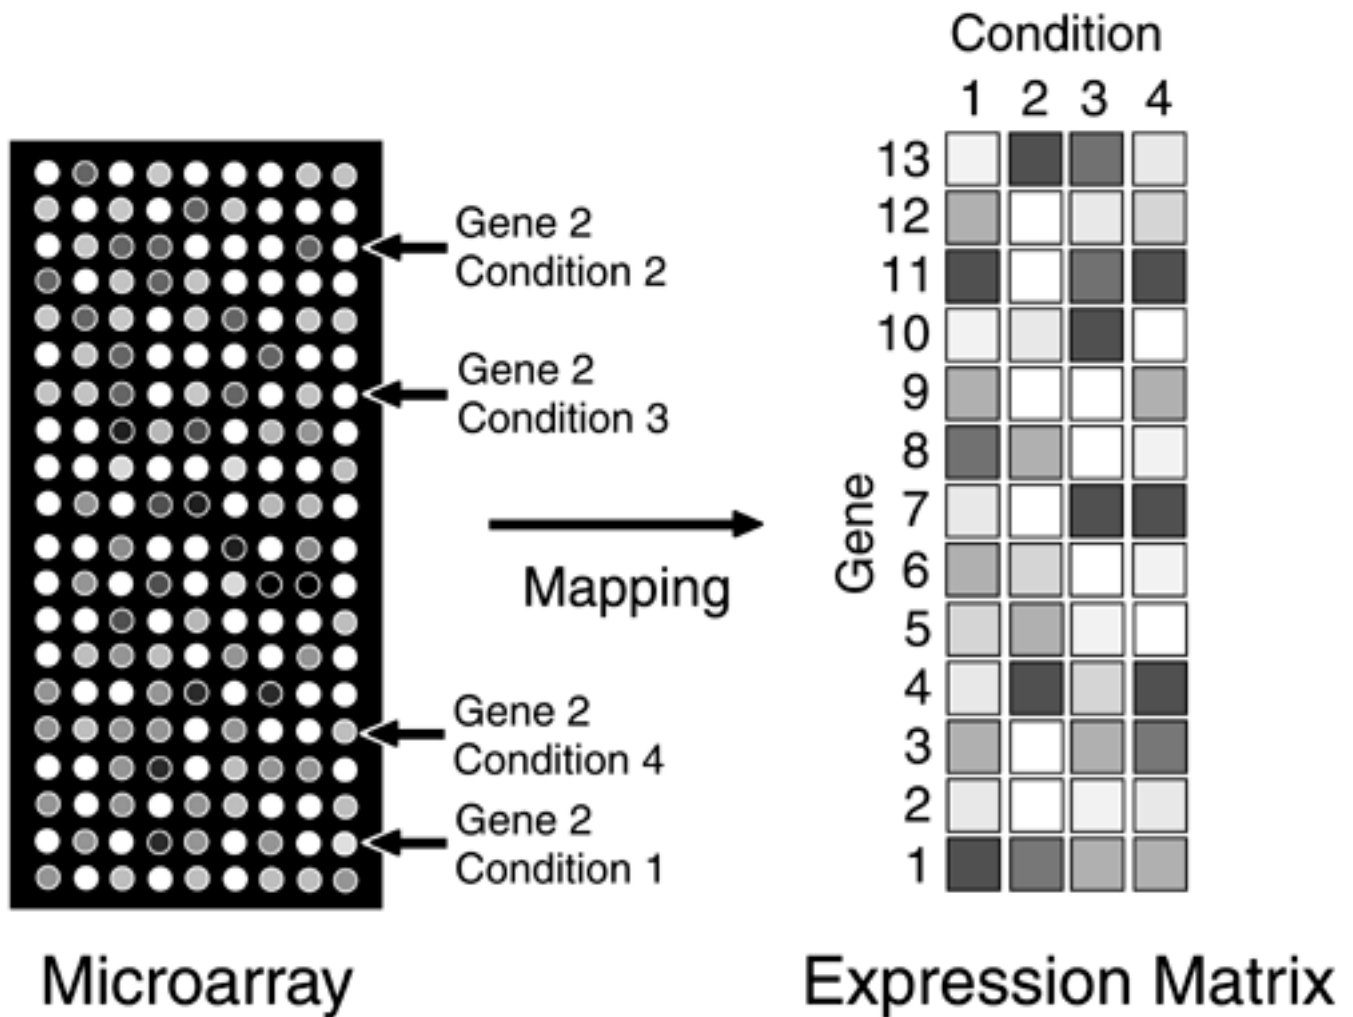 Condition
1 2 3 4
13
12
11
10
9
8
7
6
5
4
3
2
1
Gene
Gene 2
Condition 2
Gene 2
Condition 3
Mapping
Gene 2
Condition 4
Gene 2
Condition 1
Microarray
Expression Matrix